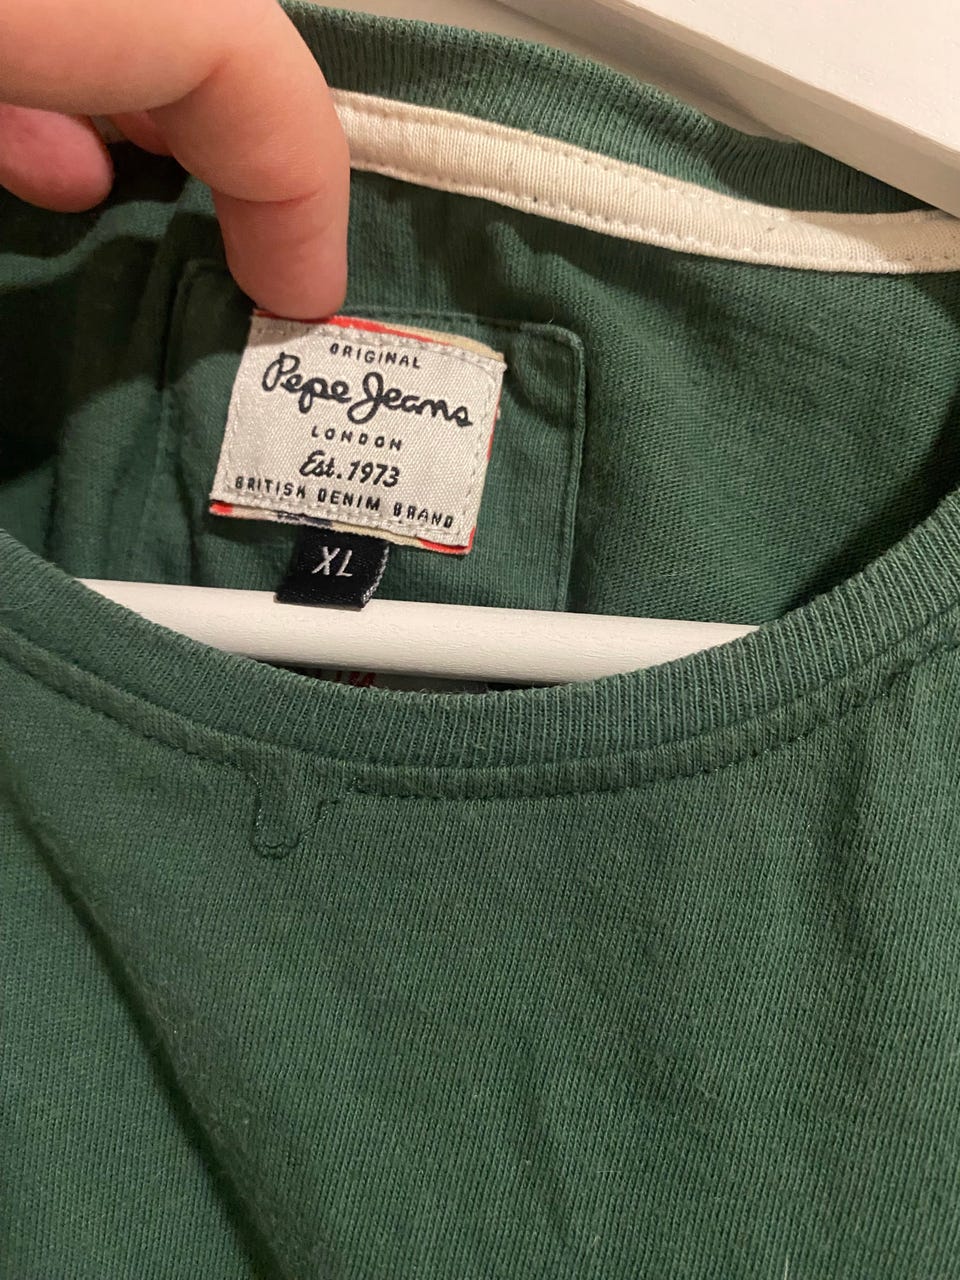 ORIGINAL
Pepe Jeans
LONDON
Est. 1973
BRITISH DENIM BRAND
XL